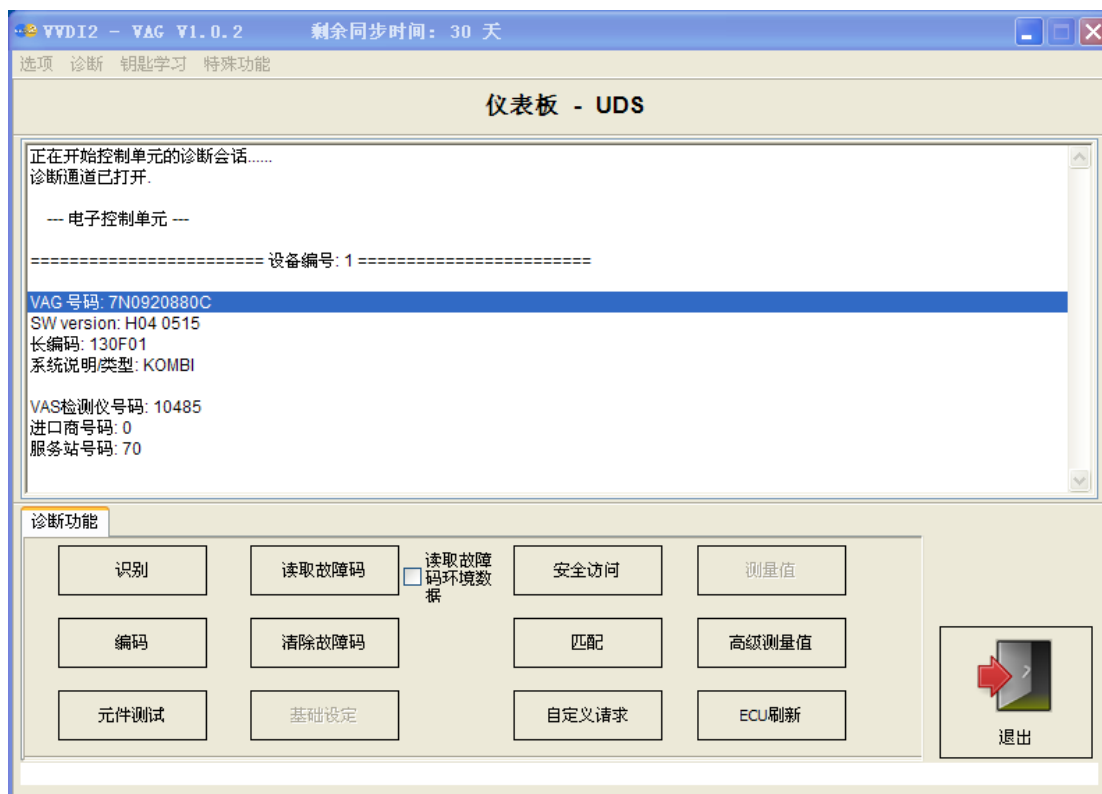 VVDI2 - VAG V1.0.2 剩余同步时间: 30 天
选项 诊断 钥匙学习 特殊功能
仪表板 - UDS
正在开始控制单元的诊断会话......
诊断通道已打开.
--- 电子控制单元 ---
======================== 设备编号: 1 ========================
VAG 号码: 7N0920880C
SW version: H04 0515
长编码: 130F01
系统说明/类型: KOMBI
VAS检测仪号码: 10485
进口商号码: 0
服务站号码: 70
诊断功能
识别 读取故障码 读取故障码环境数据 安全访问 测量值
编码 清除故障码 匹配 高级测量值
元件测试 基础设定 自定义请求 ECU刷新
退出